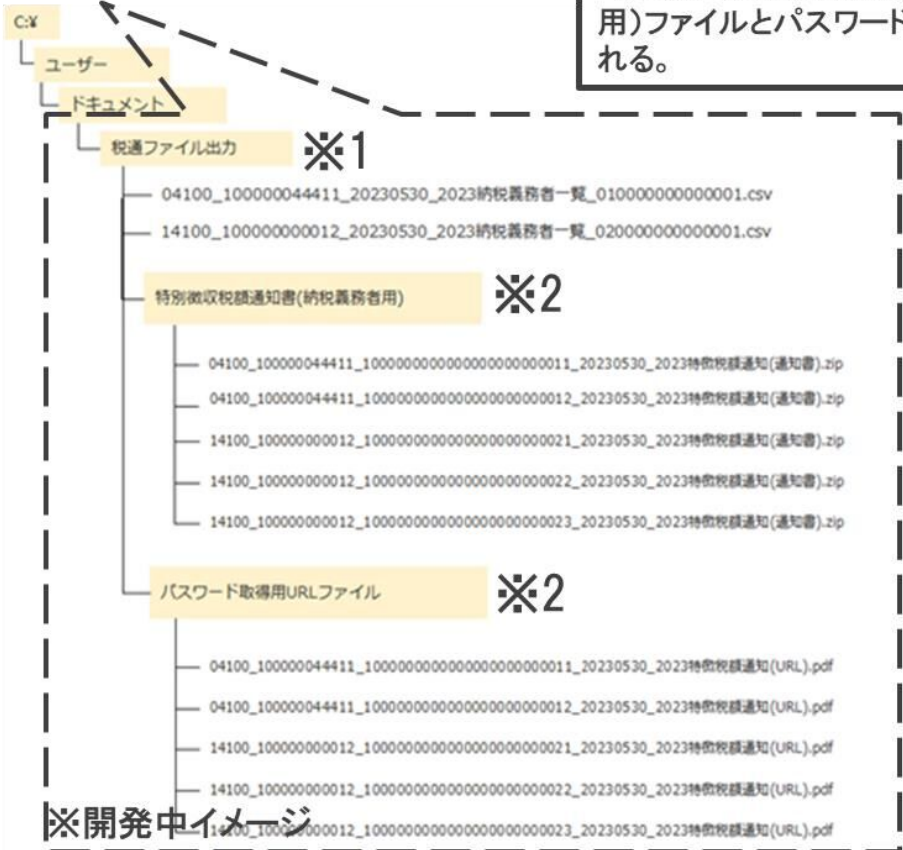 用)ファイルとパスワード
れる。
C:¥
ユーザー
ドキュメント
税通ファイル出力 ※1
04100_100000044411_20230530_2023納税義務者一覧_010000000000001.csv
14100_100000000012_20230530_2023納税義務者一覧_020000000000001.csv
特別徴収税額通知書(納税義務者用) ※2
04100_100000044411_1000000000000000000000011_20230530_2023特徴税額通知(通知書).zip
04100_100000044411_1000000000000000000000012_20230530_2023特徴税額通知(通知書).zip
14100_100000000012_1000000000000000000000021_20230530_2023特徴税額通知(通知書).zip
14100_100000000012_1000000000000000000000022_20230530_2023特徴税額通知(通知書).zip
14100_100000000012_1000000000000000000000023_20230530_2023特徴税額通知(通知書).zip
パスワード取得用URLファイル ※2
04100_100000044411_1000000000000000000000011_20230530_2023特徴税額通知(URL).pdf
04100_100000044411_1000000000000000000000012_20230530_2023特徴税額通知(URL).pdf
14100_100000000012_1000000000000000000000021_20230530_2023特徴税額通知(URL).pdf
14100_100000000012_1000000000000000000000022_20230530_2023特徴税額通知(URL).pdf
※開発中イメージ